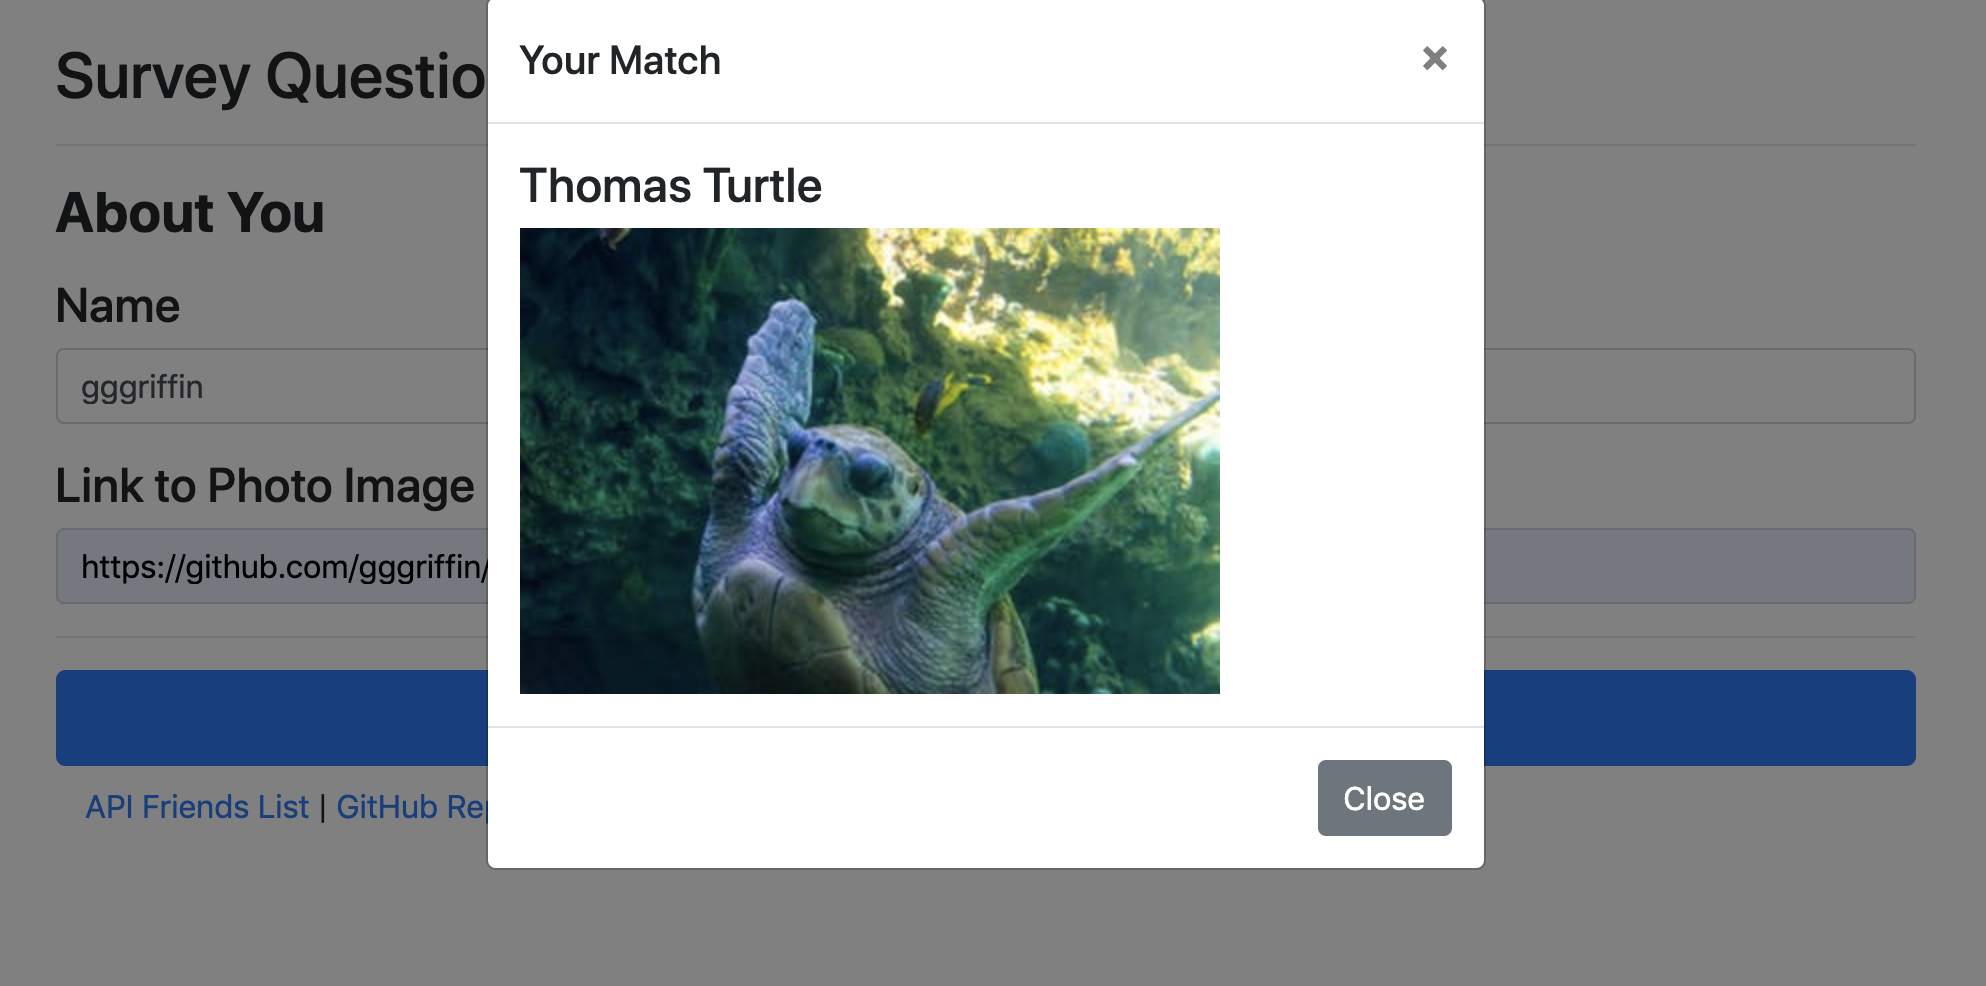 Survey Questio
Your Match
×
About You
Thomas Turtle
Name
gggriffin
Link to Photo Image
https://github.com/gggriffin/
API Friends List | GitHub Rep
Close